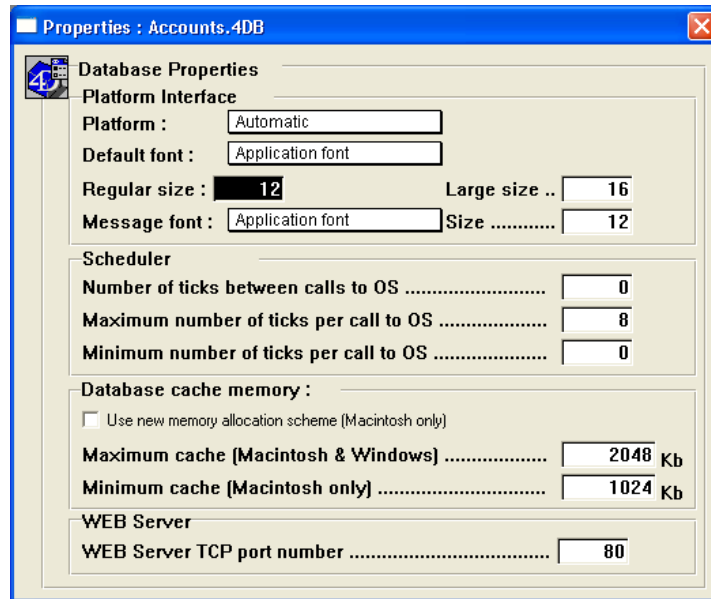 Properties : Accounts.4DB
4D
Database Properties
Platform Interface
Platform : Automatic
Default font : Application font
Regular size : 12 Large size .. 16
Message font : Application font Size ............ 12
Scheduler
Number of ticks between calls to OS ......................... 0
Maximum number of ticks per call to OS ................... 8
Minimum number of ticks per call to OS .................... 0
Database cache memory :
Use new memory allocation scheme (Macintosh only)
Maximum cache (Macintosh & Windows) .................. 2048 Kb
Minimum cache (Macintosh only) .................................. 1024 Kb
WEB Server
WEB Server TCP port number ................................... 80